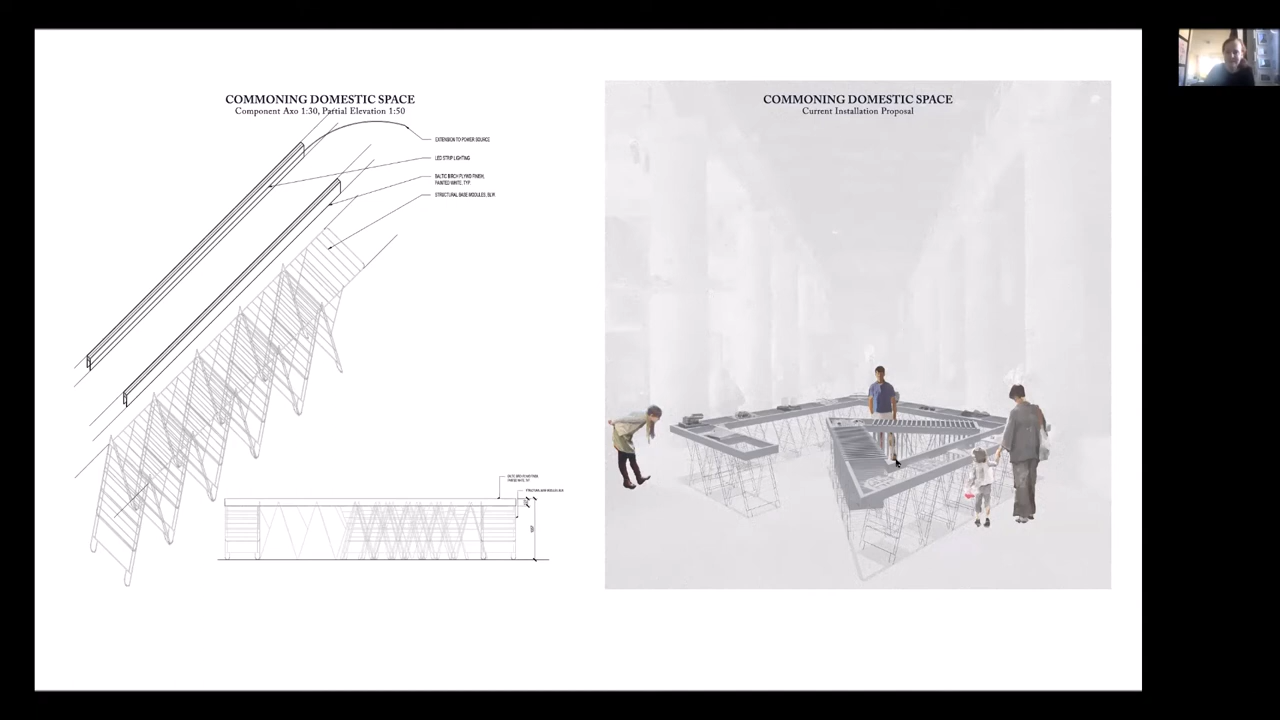 COMMONING DOMESTIC SPACE
Component Axo 1:30, Partial Elevation 1:50
EXTENSION TO POWER SOURCE
LED STRIP LIGHTING
BALTIC BIRCH PLYWD FINISH,
PAINTED WHITE, TYP.
STRUCTURAL BASE MODULES, BLW.
COMMONING DOMESTIC SPACE
Current Installation Proposal